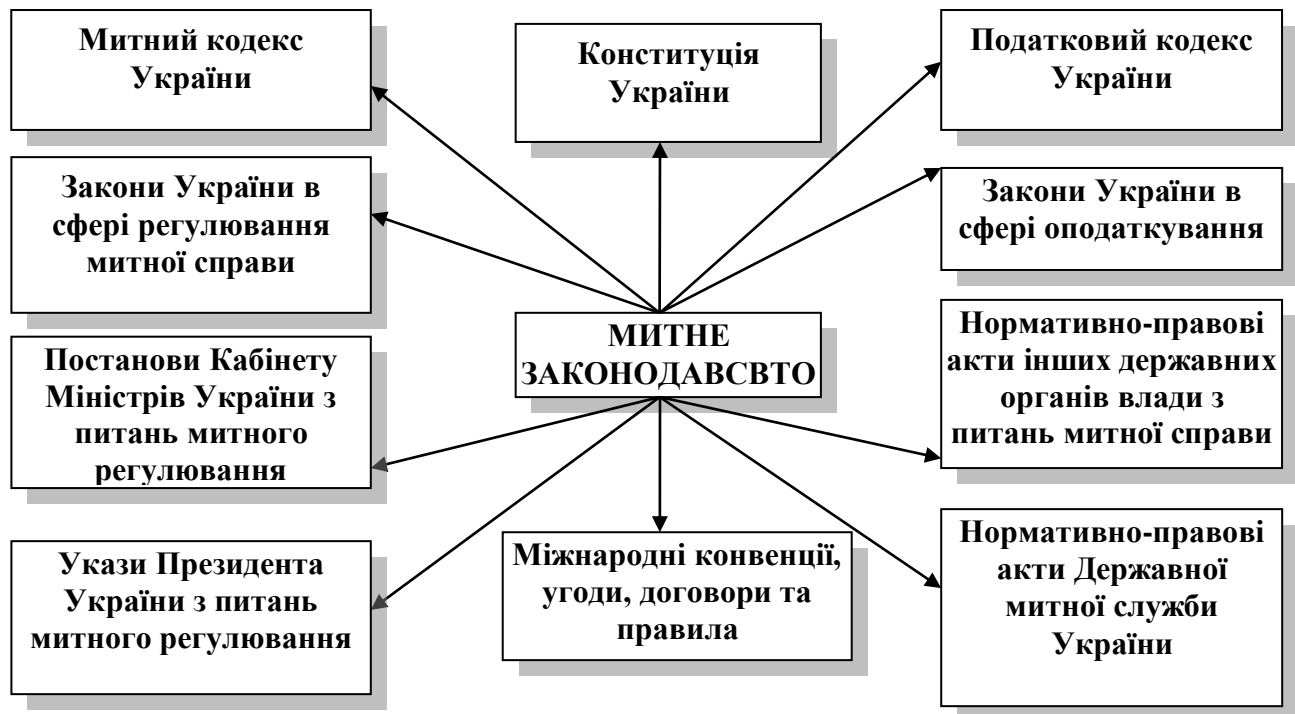 Митний кодекс
України
Конституція
України
Податковий кодекс
України
Закони України в
сфері регулювання
митної справи
Закони України в
сфері оподаткування
МИТНЕ
ЗАКОНОДАВСВТО
Постанови Кабінету
Міністрів України з
питань митного
регулювання
Нормативно-правові
акти інших державних
органів влади з
питань митної справи
Укази Президента
України з питань
митного регулювання
Міжнародні конвенції,
угоди, договори та
правила
Нормативно-правові
акти Державної
митної служби
України